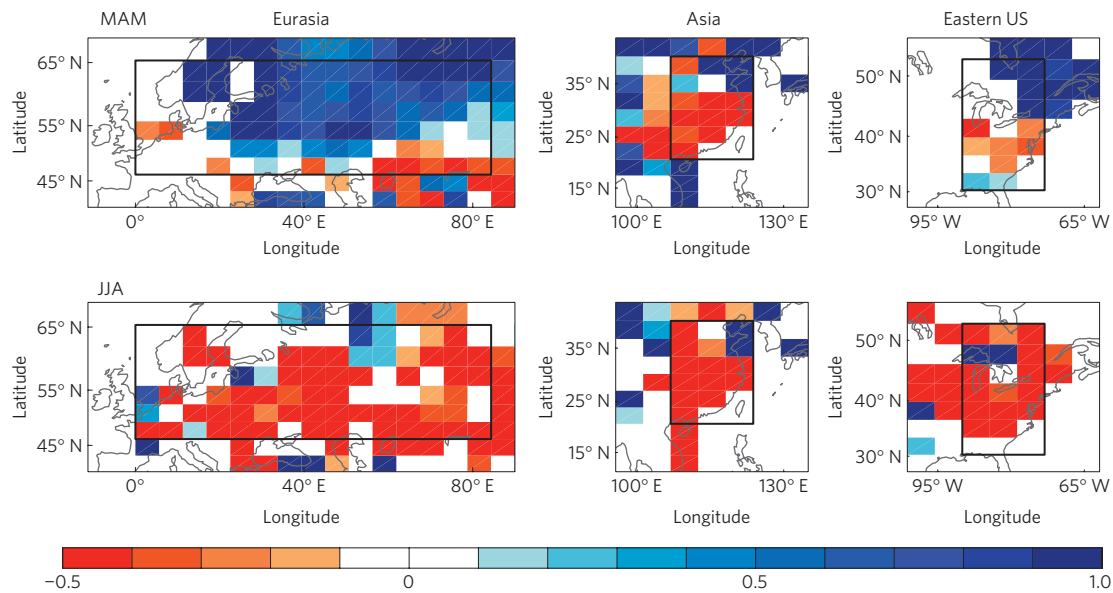 MAM Eurasia Asia Eastern US
Latitude 65° N 55° N 45° N
0° 40° E 80° E
Longitude
Latitude 35° N 25° N 15° N
100° E 130° E
Longitude
Latitude 50° N 40° N 30° N
95° W 65° W
Longitude
JJA
Latitude 65° N 55° N 45° N
0° 40° E 80° E
Longitude
Latitude 35° N 25° N 15° N
100° E 130° E
Longitude
Latitude 50° N 40° N 30° N
95° W 65° W
Longitude
−0.5 0 0.5 1.0